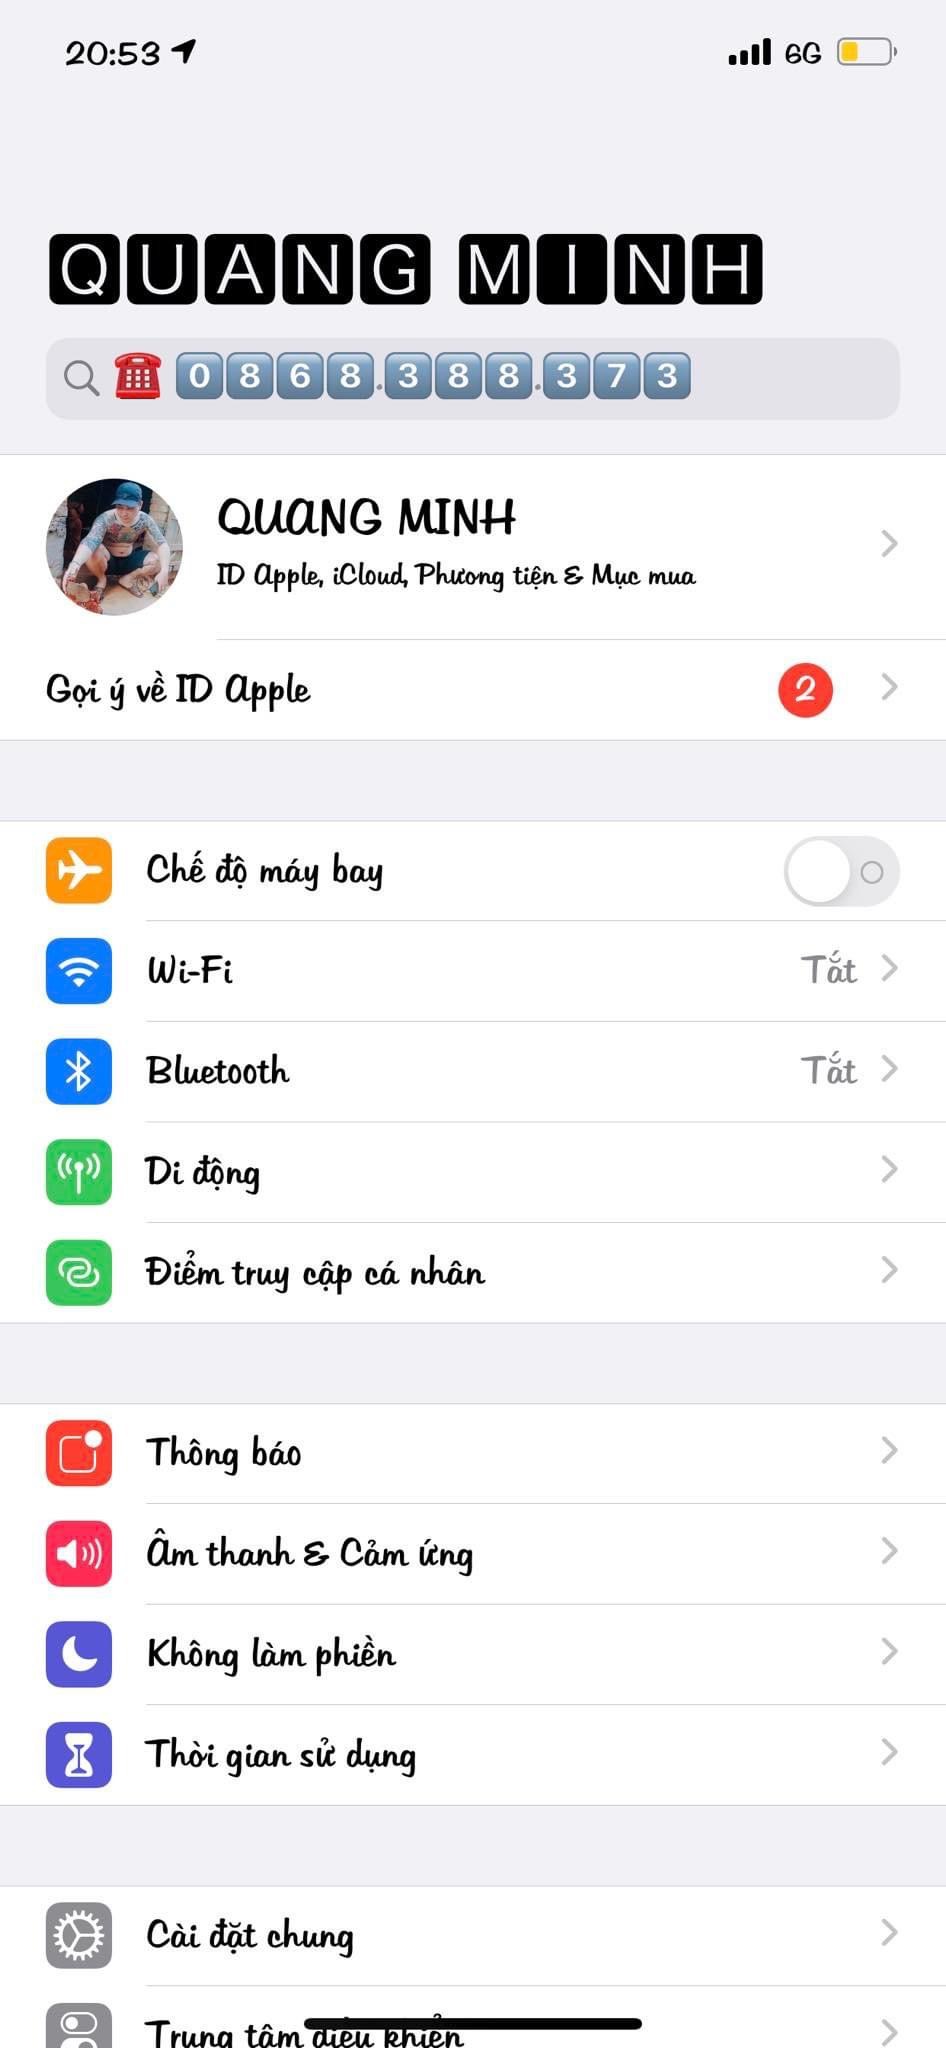 20:53 6G
QUANG MINH
☎️ 0868.388.373
QUANG MINH
ID Apple, iCloud, Phương tiện & Mục mua
Gọi ý về ID Apple 2
Chế độ máy bay
Wi-Fi Tắt
Bluetooth Tắt
Di động
Điểm truy cập cá nhân
Thông báo
Âm thanh & Cảm ứng
Không làm phiền
Thời gian sử dụng
Cài đặt chung
Trung tâm điều khiển